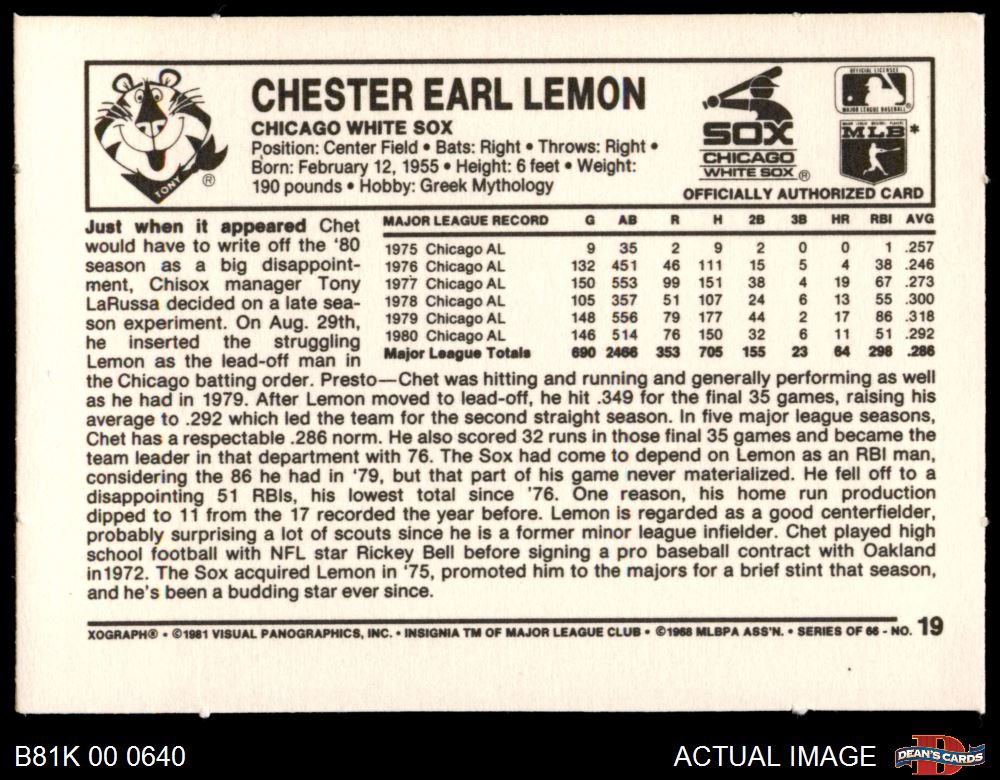 CHESTER EARL LEMON
CHICAGO WHITE SOX
Position: Center Field • Bats: Right • Throws: Right •
Born: February 12, 1955 • Height: 6 feet • Weight:
190 pounds • Hobby: Greek Mythology
TONY ®
SOX
CHICAGO
WHITE SOX ®
OFFICIAL LICENSEE
MAJOR LEAGUE BASEBALL ®
MLB *
OFFICIALLY AUTHORIZED CARD
MAJOR LEAGUE RECORD G AB R H 2B 3B HR RBI AVG
1975 Chicago AL 9 35 2 9 2 0 0 1 .257
1976 Chicago AL 132 451 46 111 15 5 4 38 .246
1977 Chicago AL 150 553 99 151 38 4 19 67 .273
1978 Chicago AL 105 357 51 107 24 6 13 55 .300
1979 Chicago AL 148 556 79 177 44 2 17 86 .318
1980 Chicago AL 146 514 76 150 32 6 11 51 .292
Major League Totals 690 2466 353 705 155 23 64 298 .286
Just when it appeared Chet
would have to write off the '80
season as a big disappoint-
ment, Chisox manager Tony
LaRussa decided on a late sea-
son experiment. On Aug. 29th,
he inserted the struggling
Lemon as the lead-off man in
the Chicago batting order. Presto—Chet was hitting and running and generally performing as well
as he had in 1979. After Lemon moved to lead-off, he hit .349 for the final 35 games, raising his
average to .292 which led the team for the second straight season. In five major league seasons,
Chet has a respectable .286 norm. He also scored 32 runs in those final 35 games and became the
team leader in that department with 76. The Sox had come to depend on Lemon as an RBI man,
considering the 86 he had in '79, but that part of his game never materialized. He fell off to a
disappointing 51 RBIs, his lowest total since '76. One reason, his home run production
dipped to 11 from the 17 recorded the year before. Lemon is regarded as a good centerfielder,
probably surprising a lot of scouts since he is a former minor league infielder. Chet played high
school football with NFL star Rickey Bell before signing a pro baseball contract with Oakland
in1972. The Sox acquired Lemon in '75, promoted him to the majors for a brief stint that season,
and he's been a budding star ever since.
XOGRAPH® • ©1981 VISUAL PANOGRAPHICS, INC. • INSIGNIA TM OF MAJOR LEAGUE CLUB • ©1968 MLBPA ASS'N. • SERIES OF 66 - NO. 19
B81K 00 0640
ACTUAL IMAGE
DEAN'S CARDS